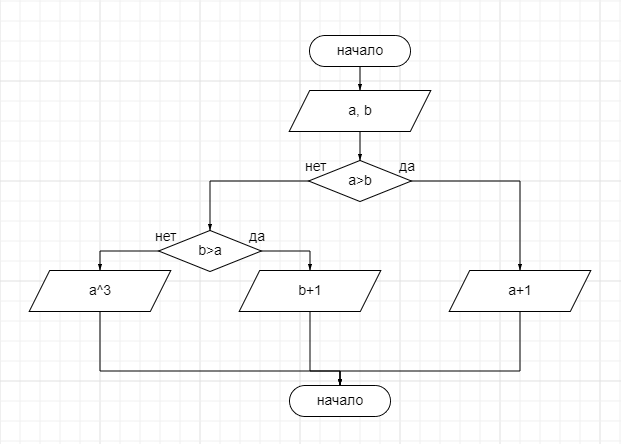 начало
a, b
нет
да
a>b
нет
да
b>a
a^3
b+1
a+1
начало